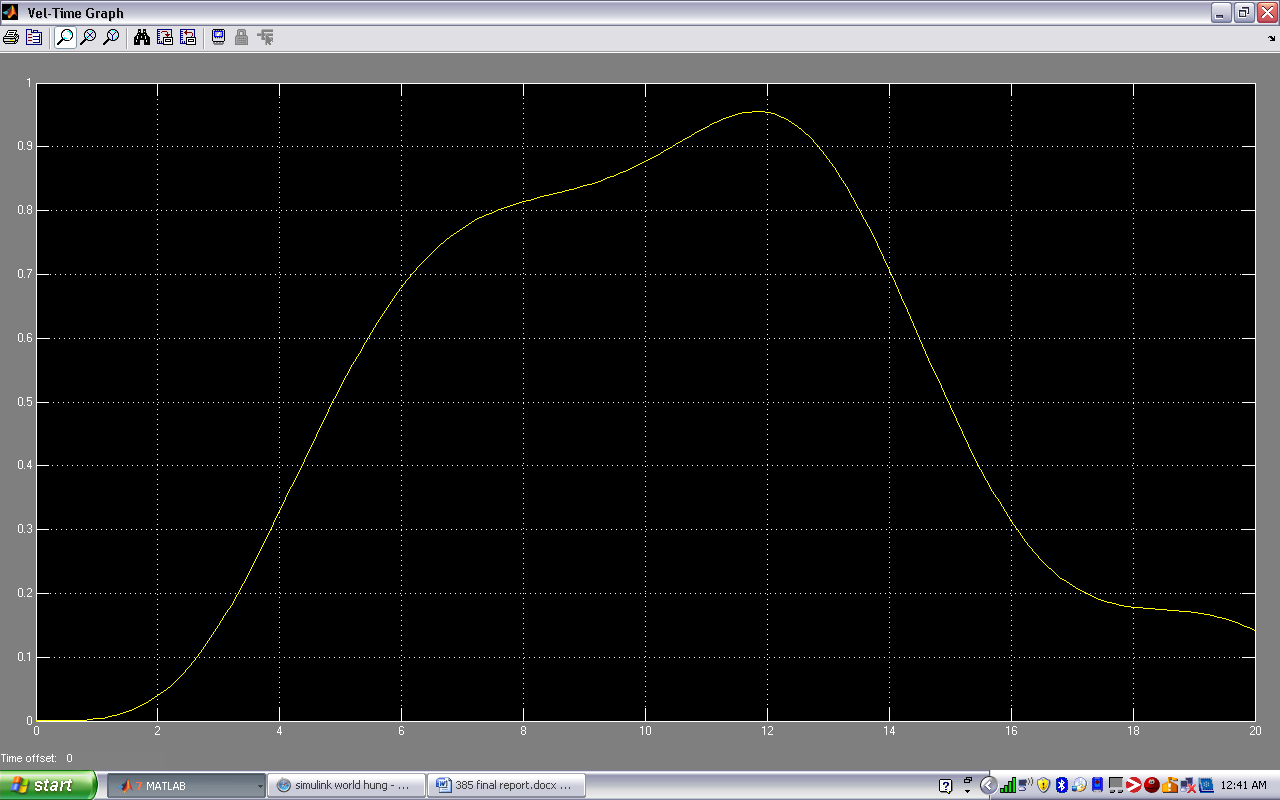 Vel-Time Graph
1
0.9
0.8
0.7
0.6
0.5
0.4
0.3
0.2
0.1
0
0 2 4 6 8 10 12 14 16 18 20
Time offset: 0
start
7 MATLAB
simulink world hung - ...
385 final report.docx ...
12:41 AM